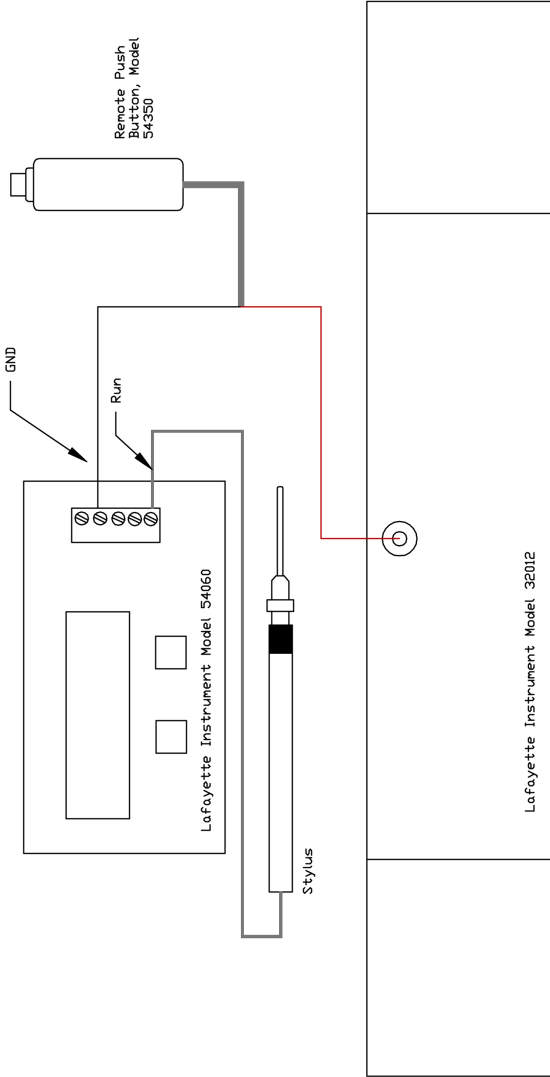 Remote Push
Button, Model
54350
GND
Run
Lafayette Instrument Model 54060
Stylus
Lafayette Instrument Model 32012